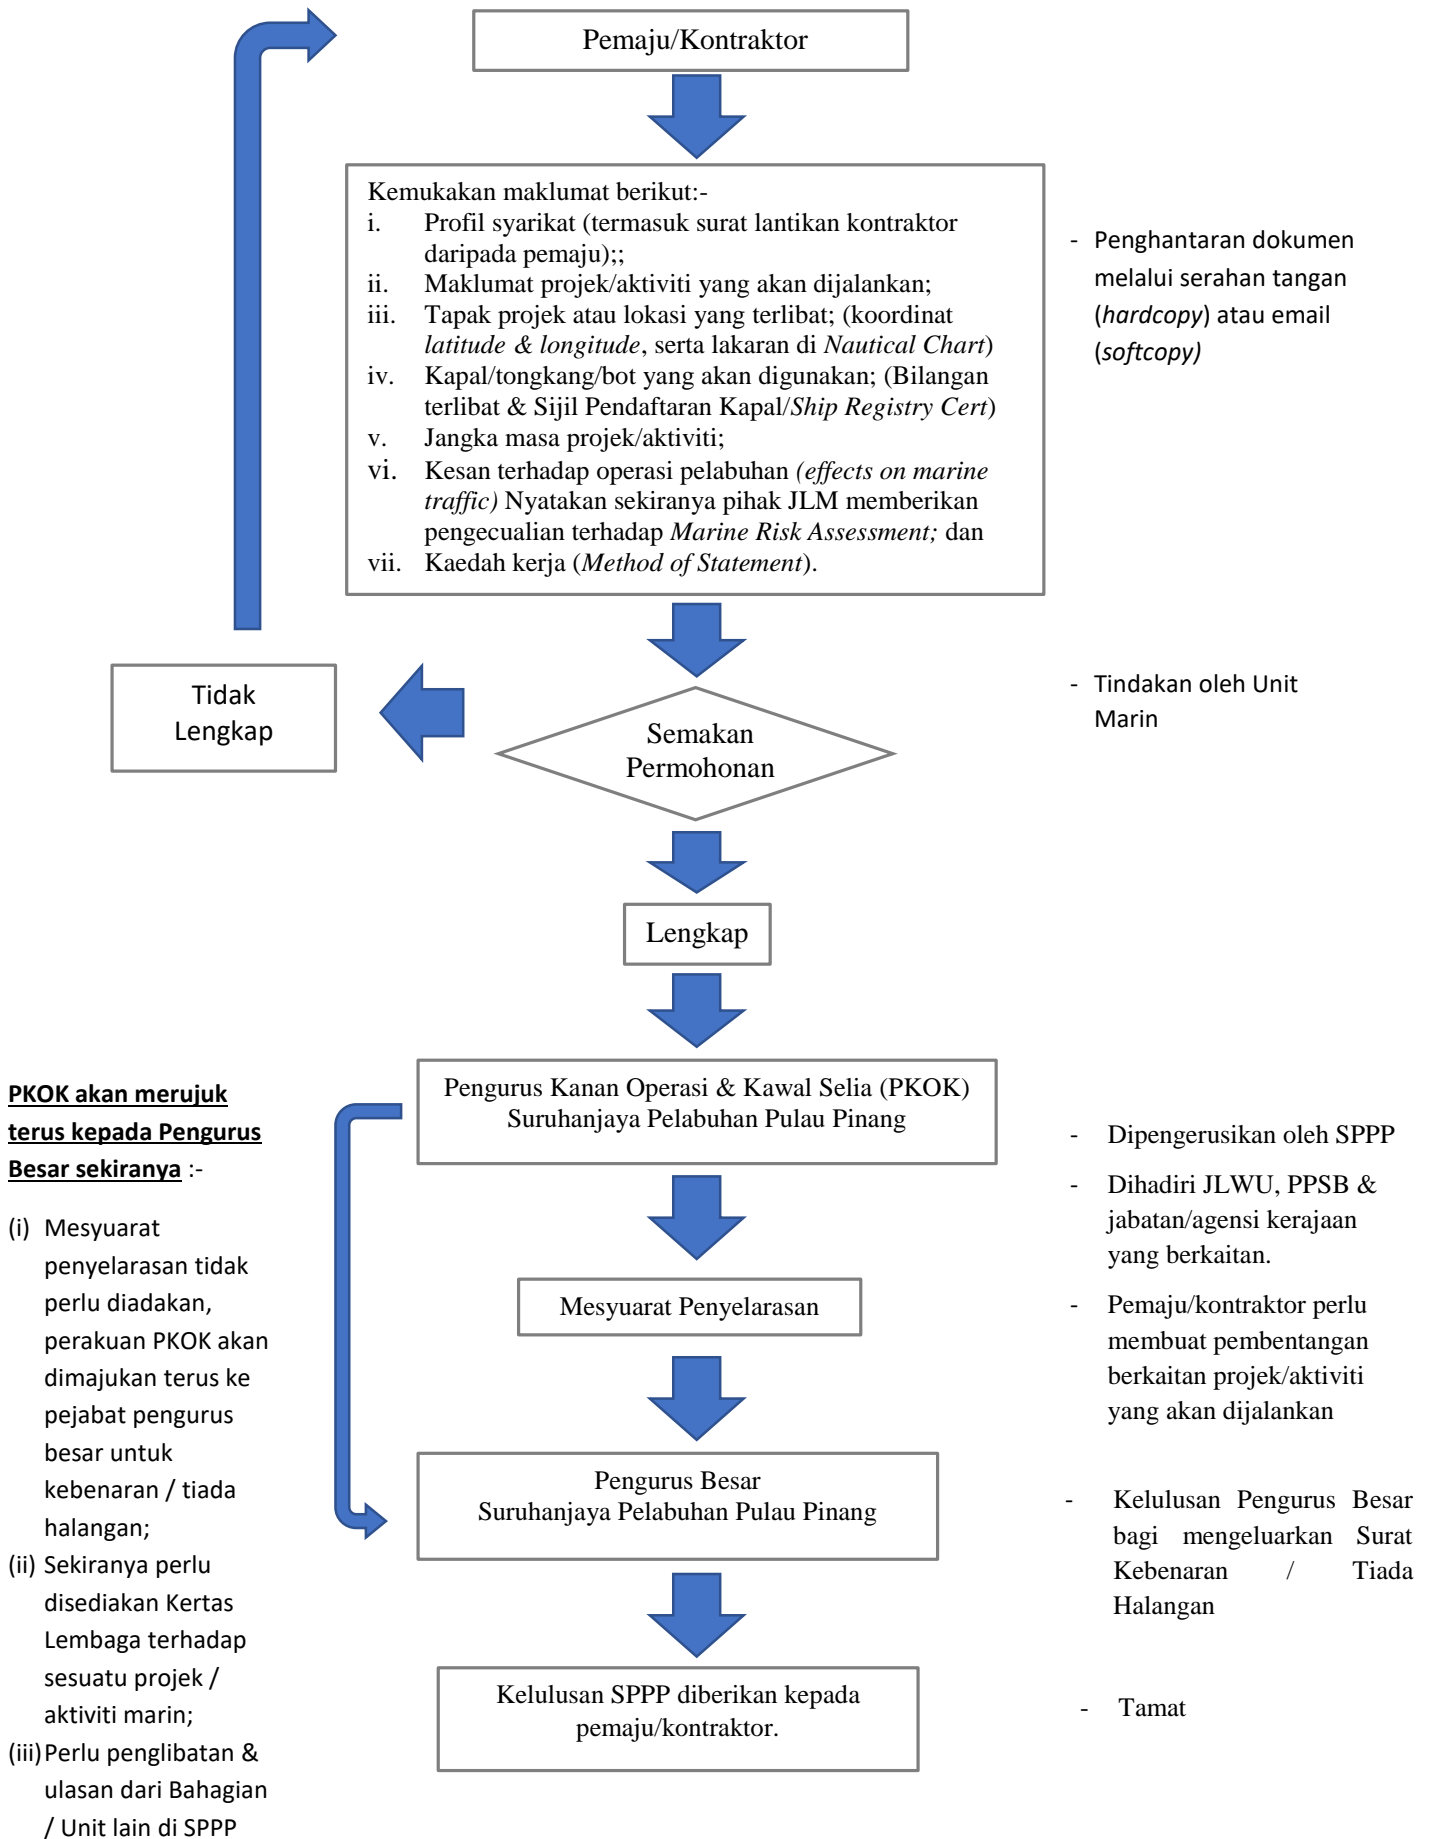 Pemaju/Kontraktor
Kemukakan maklumat berikut:-
i. Profil syarikat (termasuk surat lantikan kontraktor
daripada pemaju);;
ii. Maklumat projek/aktiviti yang akan dijalankan;
iii. Tapak projek atau lokasi yang terlibat; (koordinat
latitude & longitude, serta lakaran di Nautical Chart)
iv. Kapal/tongkang/bot yang akan digunakan; (Bilangan
terlibat & Sijil Pendaftaran Kapal/Ship Registry Cert)
v. Jangka masa projek/aktiviti;
vi. Kesan terhadap operasi pelabuhan (effects on marine
traffic) Nyatakan sekiranya pihak JLM memberikan
pengecualian terhadap Marine Risk Assessment; dan
vii. Kaedah kerja (Method of Statement).
- Penghantaran dokumen
melalui serahan tangan
(hardcopy) atau email
(softcopy)
Tidak
Lengkap
Semakan
Permohonan
- Tindakan oleh Unit
Marin
Lengkap
Pengurus Kanan Operasi & Kawal Selia (PKOK)
Suruhanjaya Pelabuhan Pulau Pinang
PKOK akan merujuk
terus kepada Pengurus
Besar sekiranya :-
(i) Mesyuarat
penyelarasan tidak
perlu diadakan,
perakuan PKOK akan
dimajukan terus ke
pejabat pengurus
besar untuk
kebenaran / tiada
halangan;
(ii) Sekiranya perlu
disediakan Kertas
Lembaga terhadap
sesuatu projek /
aktiviti marin;
(iii) Perlu penglibatan &
ulasan dari Bahagian
/ Unit lain di SPPP
- Dipengerusikan oleh SPPP
- Dihadiri JLWU, PPSB &
jabatan/agensi kerajaan
yang berkaitan.
- Pemaju/kontraktor perlu
membuat pembentangan
berkaitan projek/aktiviti
yang akan dijalankan
Mesyuarat Penyelarasan
Pengurus Besar
Suruhanjaya Pelabuhan Pulau Pinang
- Kelulusan Pengurus Besar
bagi mengeluarkan Surat
Kebenaran / Tiada
Halangan
Kelulusan SPPP diberikan kepada
pemaju/kontraktor.
- Tamat